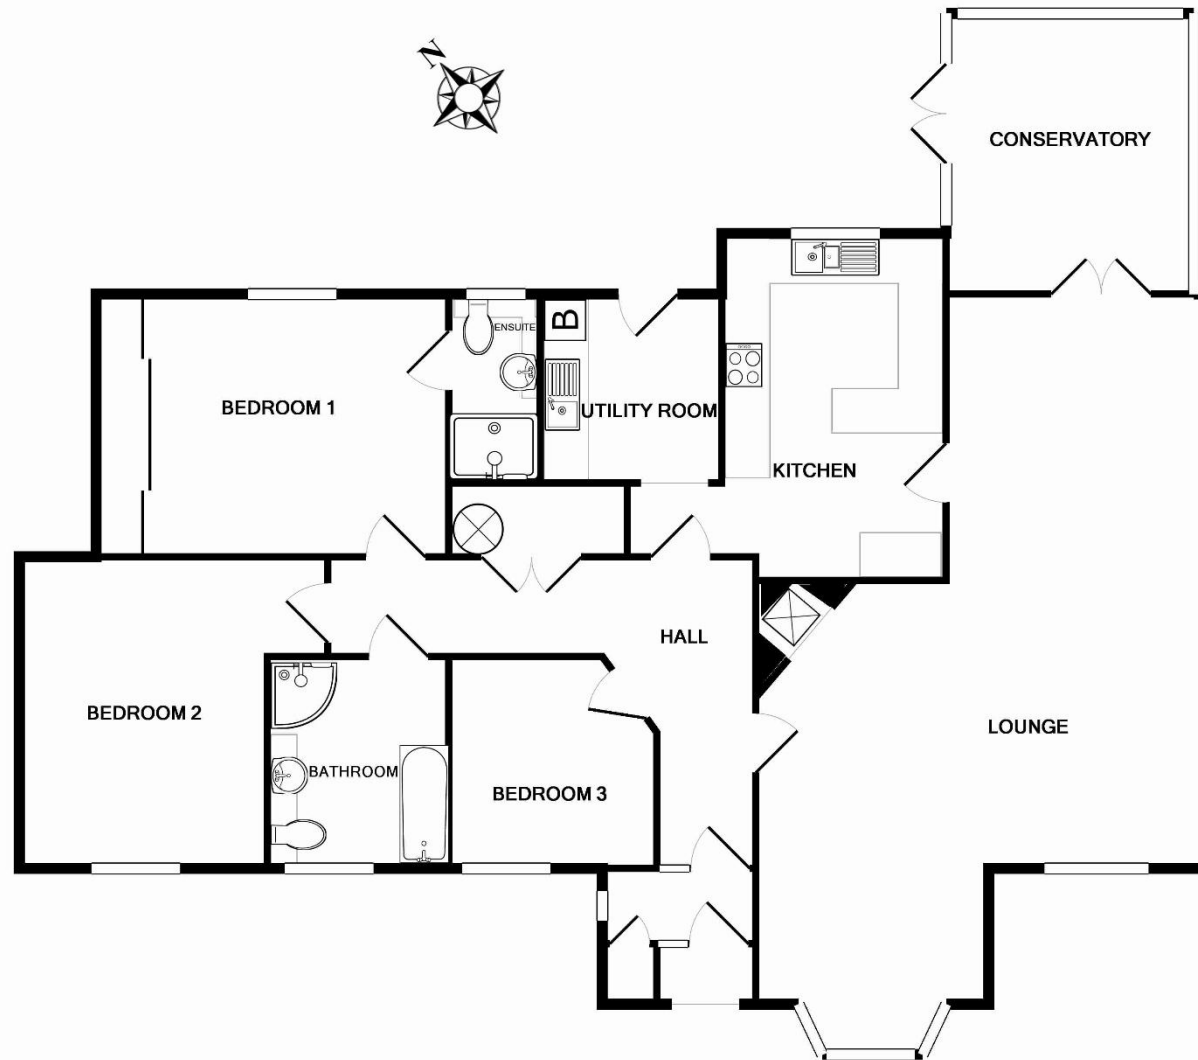 N
CONSERVATORY
B
ENSUITE
BEDROOM 1
UTILITY ROOM
KITCHEN
HALL
BEDROOM 2
LOUNGE
BATHROOM
BEDROOM 3